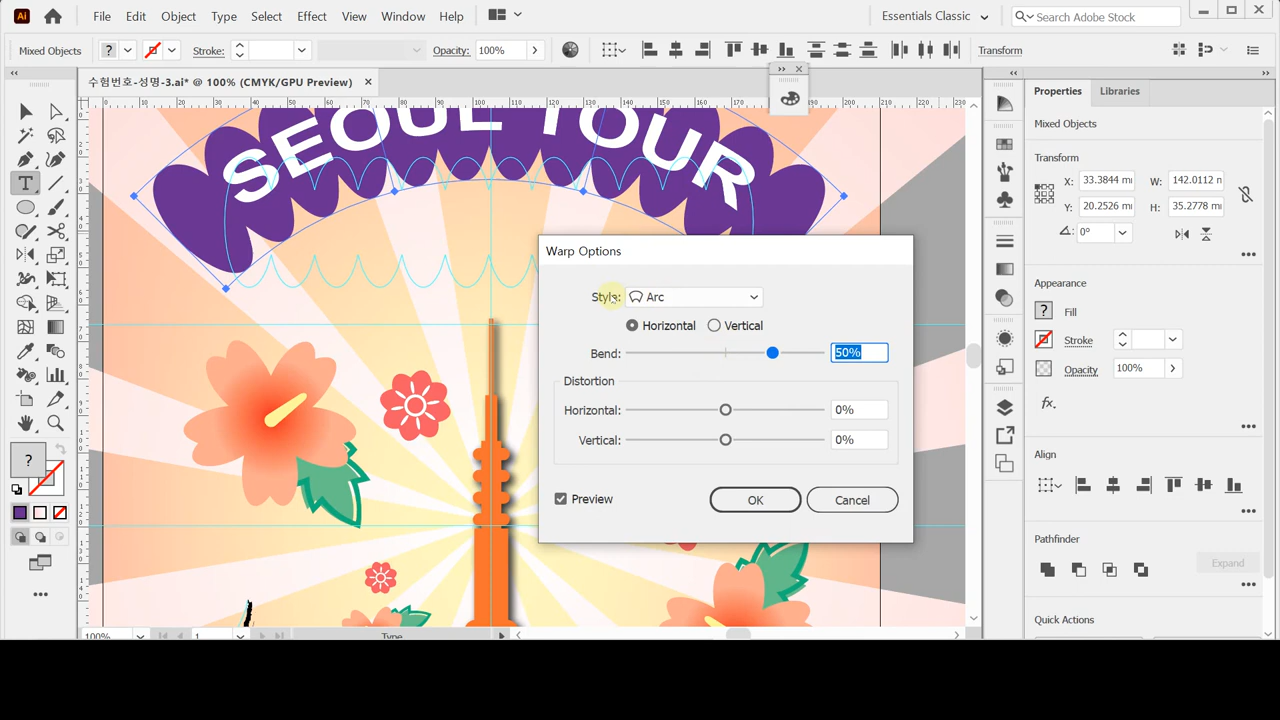 Ai File Edit Object Type Select Effect View Window Help Essentials Classic Search Adobe Stock
Mixed Objects ? Stroke: Opacity: 100% Transform
수험번호-성명-3.ai* @ 100% (CMYK/GPU Preview)
Properties Libraries
Mixed Objects
Transform
X: 33.3844 m W: 142.0112 m
Y: 20.2526 m H: 35.2778 m
0°
Appearance
? Fill
Stroke
Opacity 100%
fx.
Align
Pathfinder
Expand
Quick Actions
SEOUL TOUR
Warp Options
Style: Arc
Horizontal Vertical
Bend: 50%
Distortion
Horizontal: 0%
Vertical: 0%
Preview OK Cancel
?
100% 1 Type